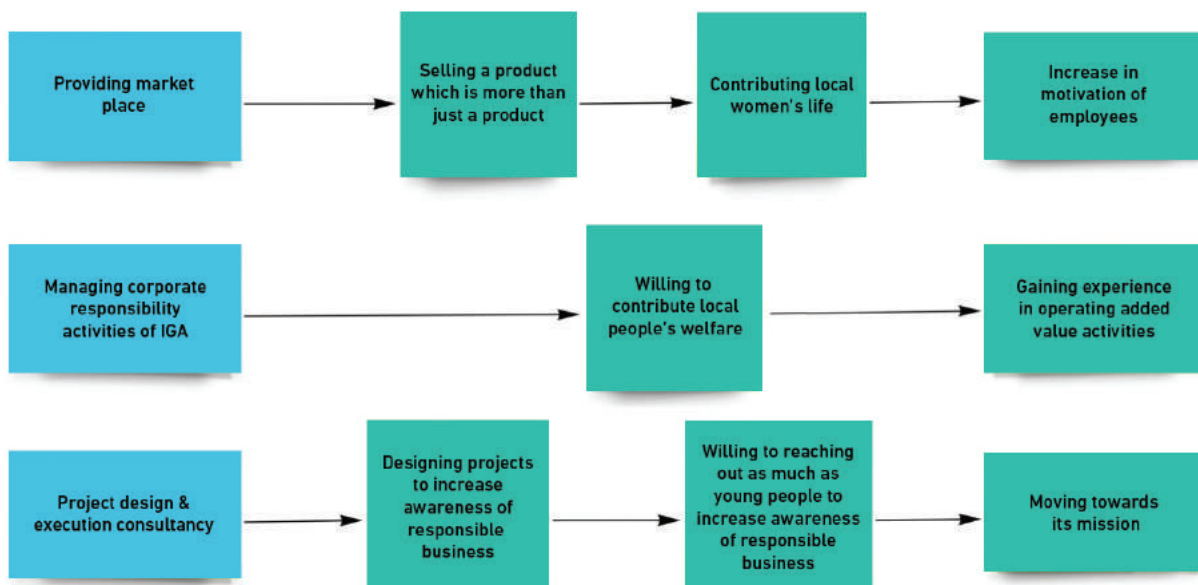 Providing market
place
Selling a product
which is more than
just a product
Contributing local
women's life
Increase in
motivation of
employees
Managing corporate
responsibility
activities of IGA
Willing to
contribute local
people's welfare
Gaining experience
in operating added
value activities
Project design &
execution consultancy
Designing projects
to increase
awareness of
responsible
business
Willing to reaching
out as much as
young people to
increase awareness
of responsible
business
Moving towards
its mission